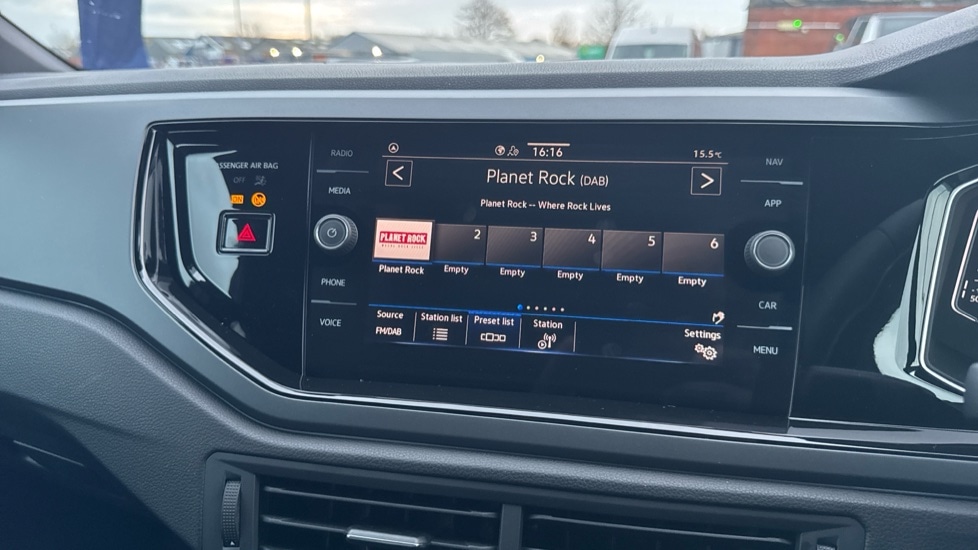 PASSENGER AIR BAG
OFF
ON
RADIO
MEDIA
PHONE
VOICE
16:16
15.5°C
<
Planet Rock (DAB)
>
Planet Rock -- Where Rock Lives
PLANET ROCK
2
3
4
5
6
Planet Rock
Empty
Empty
Empty
Empty
Empty
Source
FM/DAB
Station list
Preset list
Station
Settings
NAV
APP
CAR
MENU